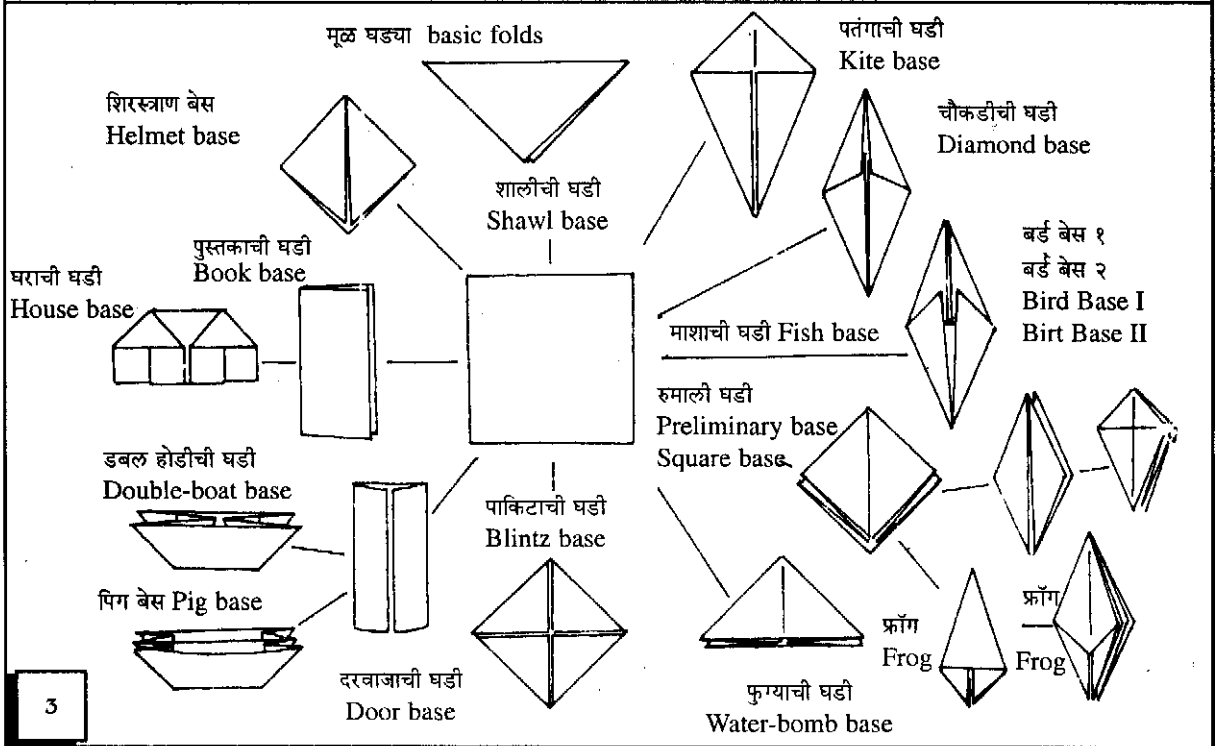 मूळ घड्या basic folds
पतंगाची घडी
Kite base
शिरस्त्राण बेस
Helmet base
चौकडीची घडी
Diamond base
शालीची घडी
Shawl base
पुस्तकाची घडी
Book base
घराची घडी
House base
बर्ड बेस १
बर्ड बेस २
Bird Base I
Birt Base II
माशाची घडी Fish base
रुमाली घडी
Preliminary base
Square base
डबल होडीची घडी
Double-boat base
पाकिटाची घडी
Blintz base
पिग बेस Pig base
फ्रॉग
Frog
फ्रॉग
Frog
दरवाजाची घडी
Door base
फुग्याची घडी
Water-bomb base
3